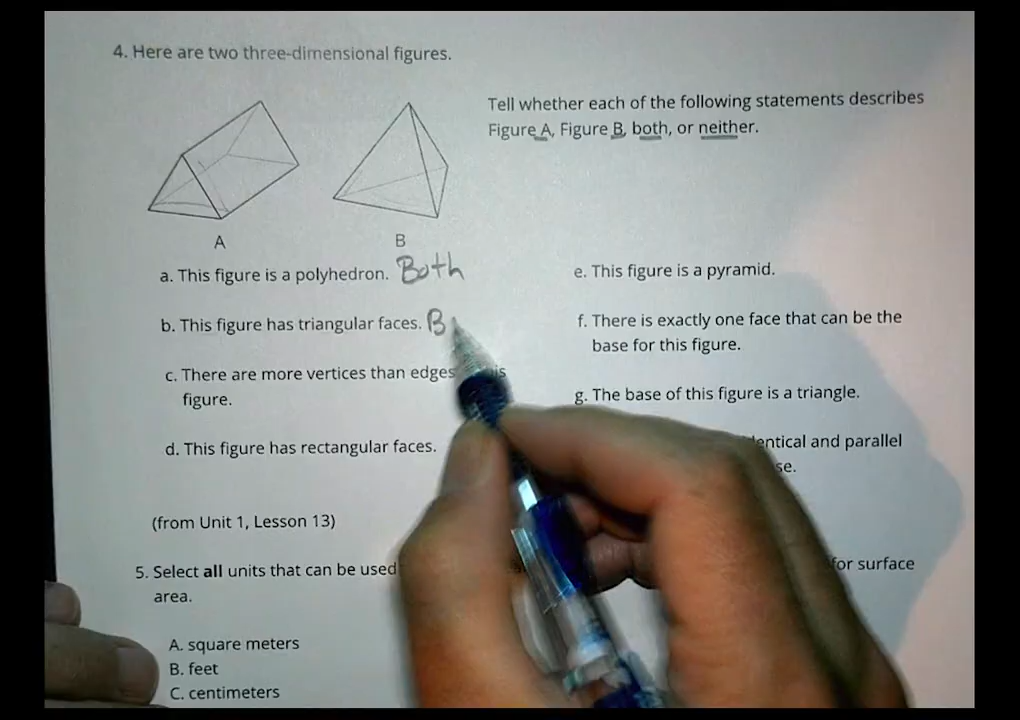 4. Here are two three-dimensional figures.
Tell whether each of the following statements describes
Figure A, Figure B, both, or neither.
A
B
a. This figure is a polyhedron. Both
b. This figure has triangular faces. B
c. There are more vertices than edges
figure.
d. This figure has rectangular faces.
(from Unit 1, Lesson 13)
e. This figure is a pyramid.
f. There is exactly one face that can be the
base for this figure.
g. The base of this figure is a triangle.
and parallel
5. Select all units that can be used for surface
area.
A. square meters
B. feet
C. centimeters